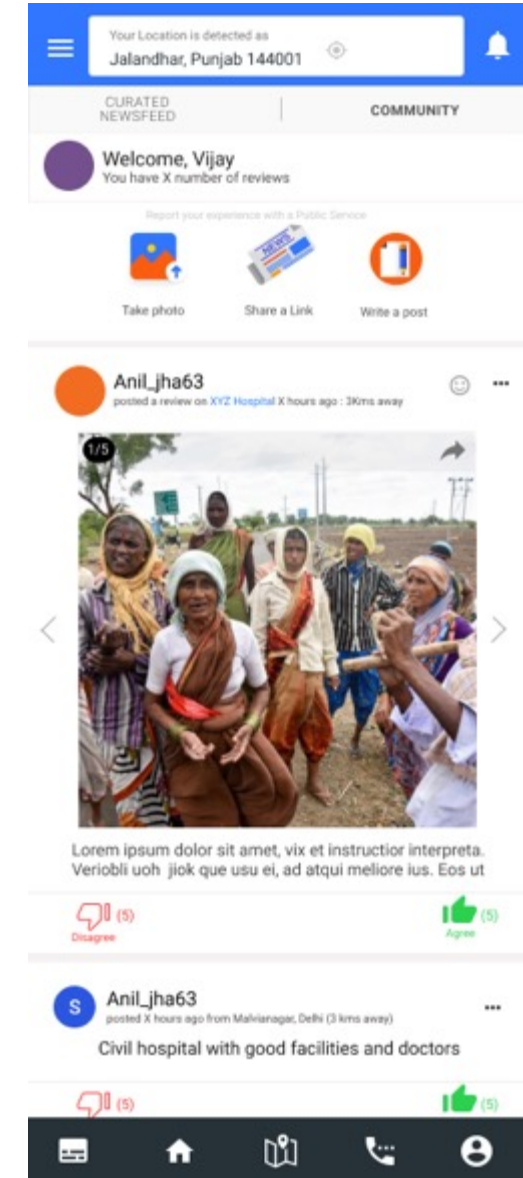 Your Location is detected as
Jalandhar, Punjab 144001
CURATED
NEWSFEED
COMMUNITY
Welcome, Vijay
You have X number of reviews
Report your experience with a Public Service
NEWS
Take photo
Share a Link
Write a post
Anil_jha63
posted a review on XYZ Hospital X hours ago : 3Kms away
1/5
Lorem ipsum dolor sit amet, vix et instructior interpreta.
Veriobli uoh jiok que usu ei, ad atqui meliore ius. Eos ut
(5)
(5)
Disagree
Agree
S
Anil_jha63
posted X hours ago from Malvianagar, Delhi (3 kms away)
Civil hospital with good facilities and doctors
(5)
(5)